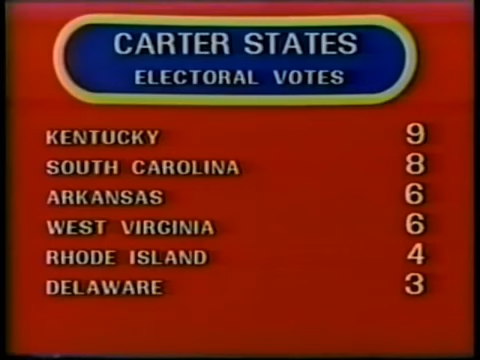 CARTER STATES
ELECTORAL VOTES
KENTUCKY 9
SOUTH CAROLINA 8
ARKANSAS 6
WEST VIRGINIA 6
RHODE ISLAND 4
DELAWARE 3